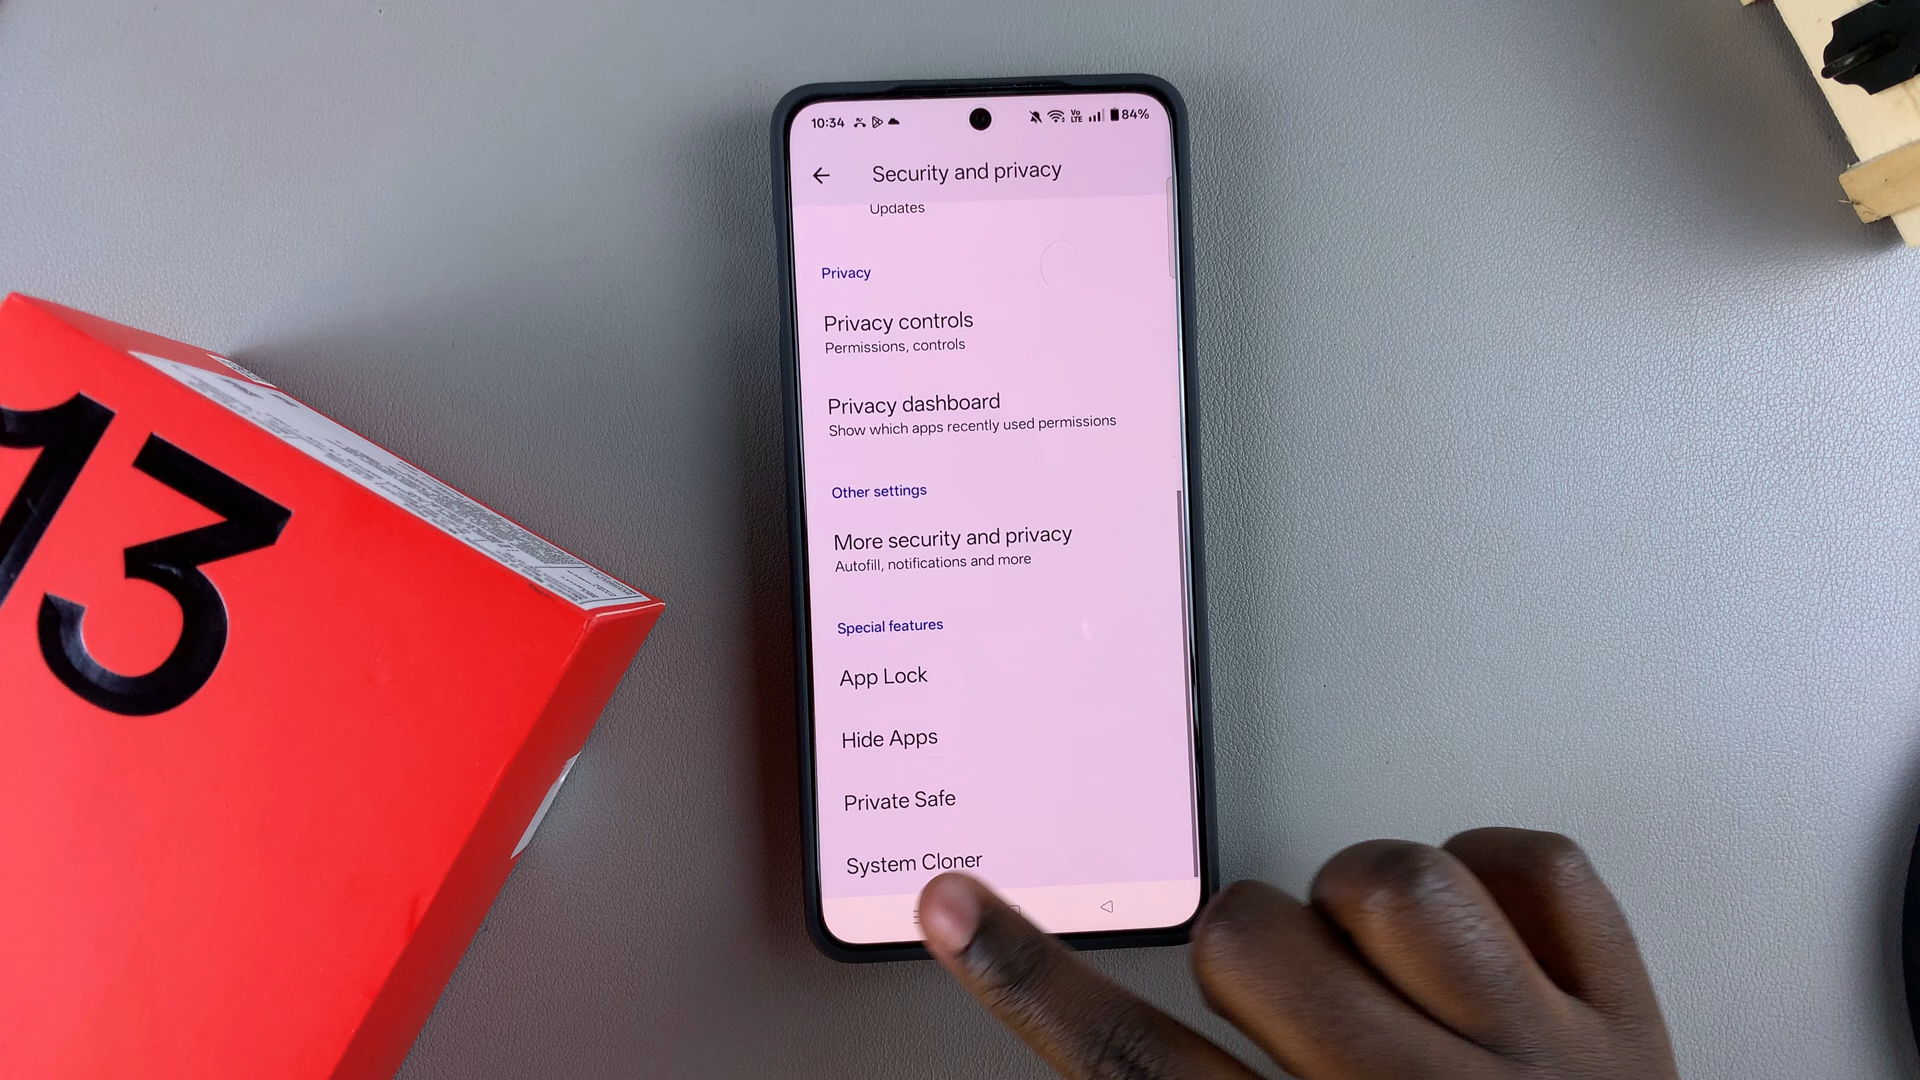 10:34
Vo
LTE
84%
Security and privacy
Updates
Privacy
Privacy controls
Permissions, controls
Privacy dashboard
Show which apps recently used permissions
Other settings
More security and privacy
Autofill, notifications and more
Special features
App Lock
Hide Apps
Private Safe
System Cloner
13